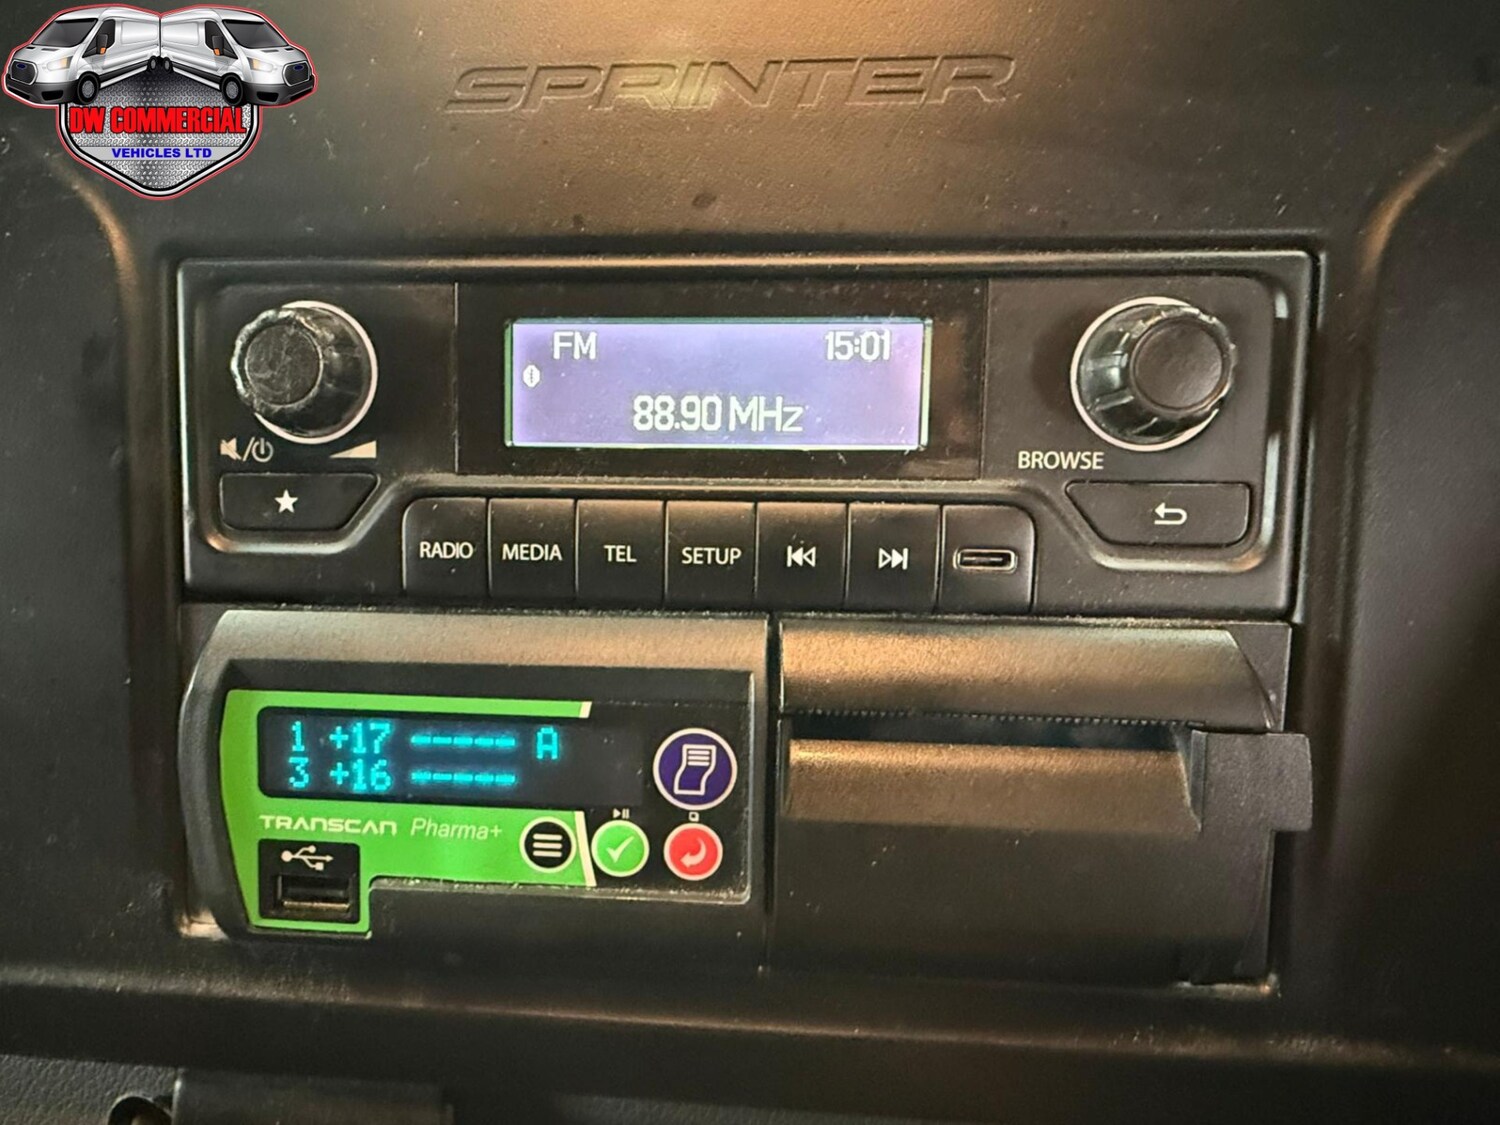 DW COMMERCIAL
VEHICLES LTD
SPRINTER
FM 15:01
88.90 MHz
BROWSE
RADIO MEDIA TEL SETUP
1 +17 ----- A
3 +16 -----
TRANSCAN Pharma+